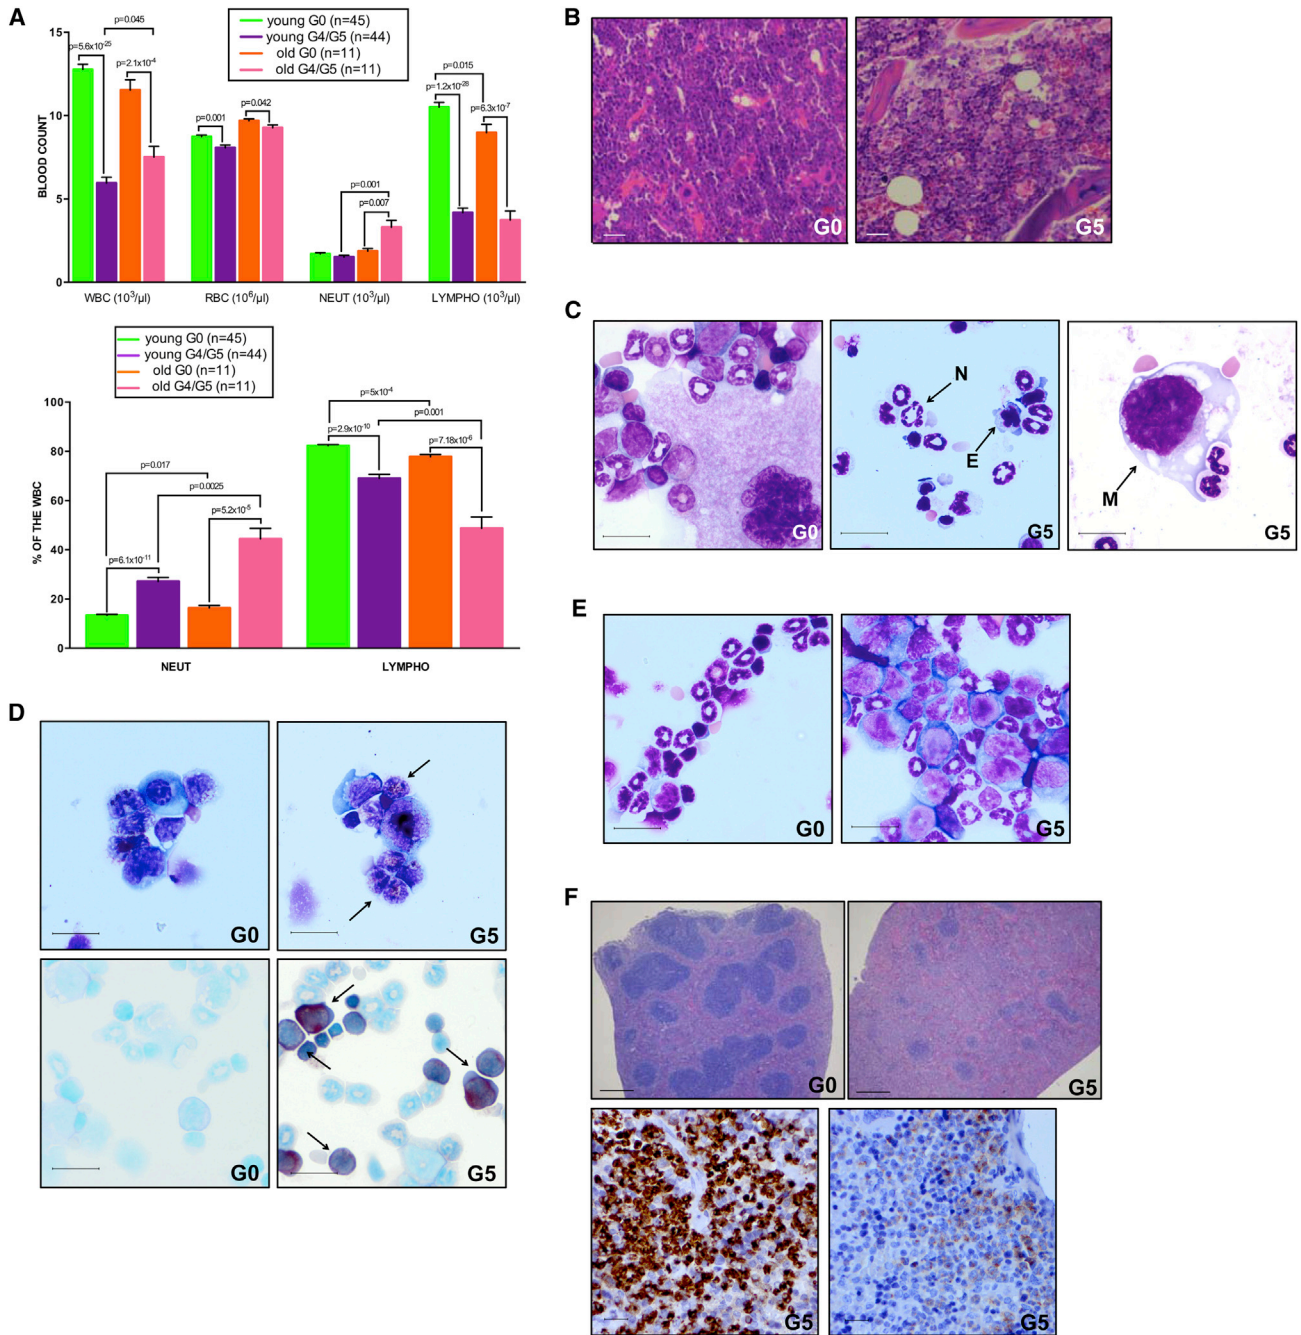 A
young G0 (n=45)
young G4/G5 (n=44)
old G0 (n=11)
old G4/G5 (n=11)
15
10
5
0
BLOOD COUNT
p=0.045
p=5.6x10-25
p=2.1x10-4
p=0.001
p=0.042
p=0.001
p=0.007
p=0.015
p=1.2x10-28
p=6.3x10-7
WBC (10³/µl)
RBC (10⁶/µl)
NEUT (10³/µl)
LYMPHO (10³/µl)
young G0 (n=45)
young G4/G5 (n=44)
old G0 (n=11)
old G4/G5 (n=11)
100
80
60
40
20
0
% OF THE WBC
p=0.017
p=0.0025
p=5.2x10-5
p=6.1x10-11
p=5x10-4
p=0.001
p=2.9x10-10
p=7.18x10-6
NEUT
LYMPHO
B
G0
G5
C
G0
N
E
G5
M
G5
D
G0
G5
G0
G5
E
G0
G5
F
G0
G5
G5
G5